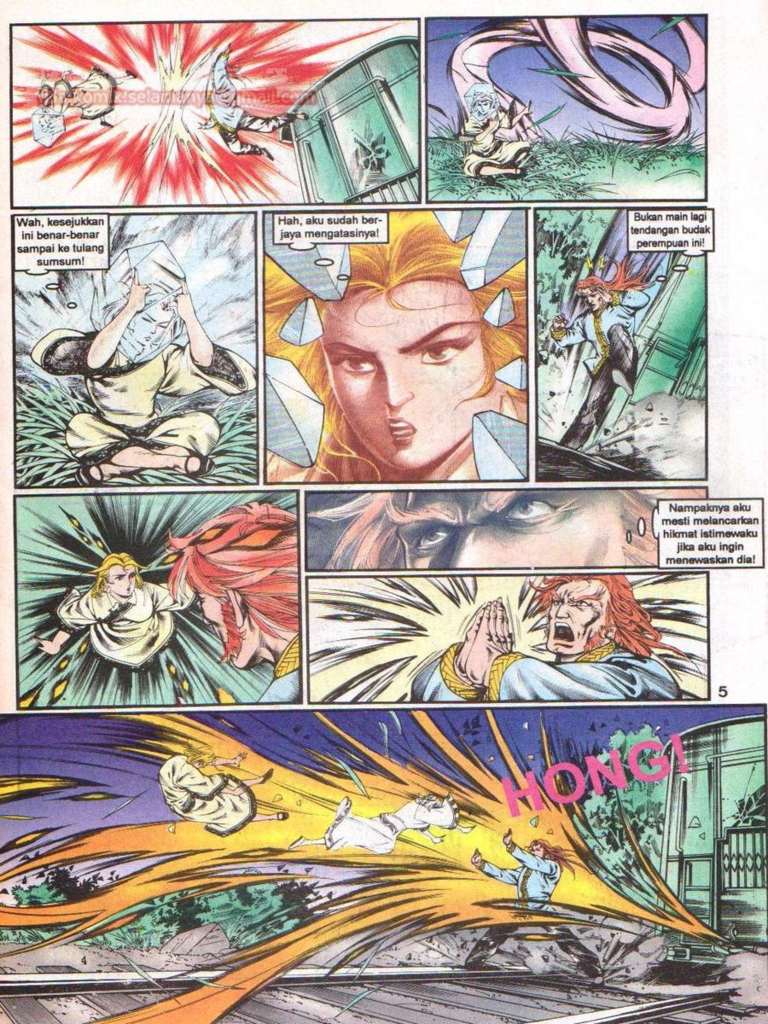 Wah, kesejukkan
ini benar-benar
sampai ke tulang
sumsum!
Hah, aku sudah ber-
jaya mengatasinya!
Bukan main lagi
tendangan budak
perempuan ini!
Nampaknya aku
mesti melancarkan
hikmat istimewaku
jika aku ingin
menewaskan dia!
5
HONG!